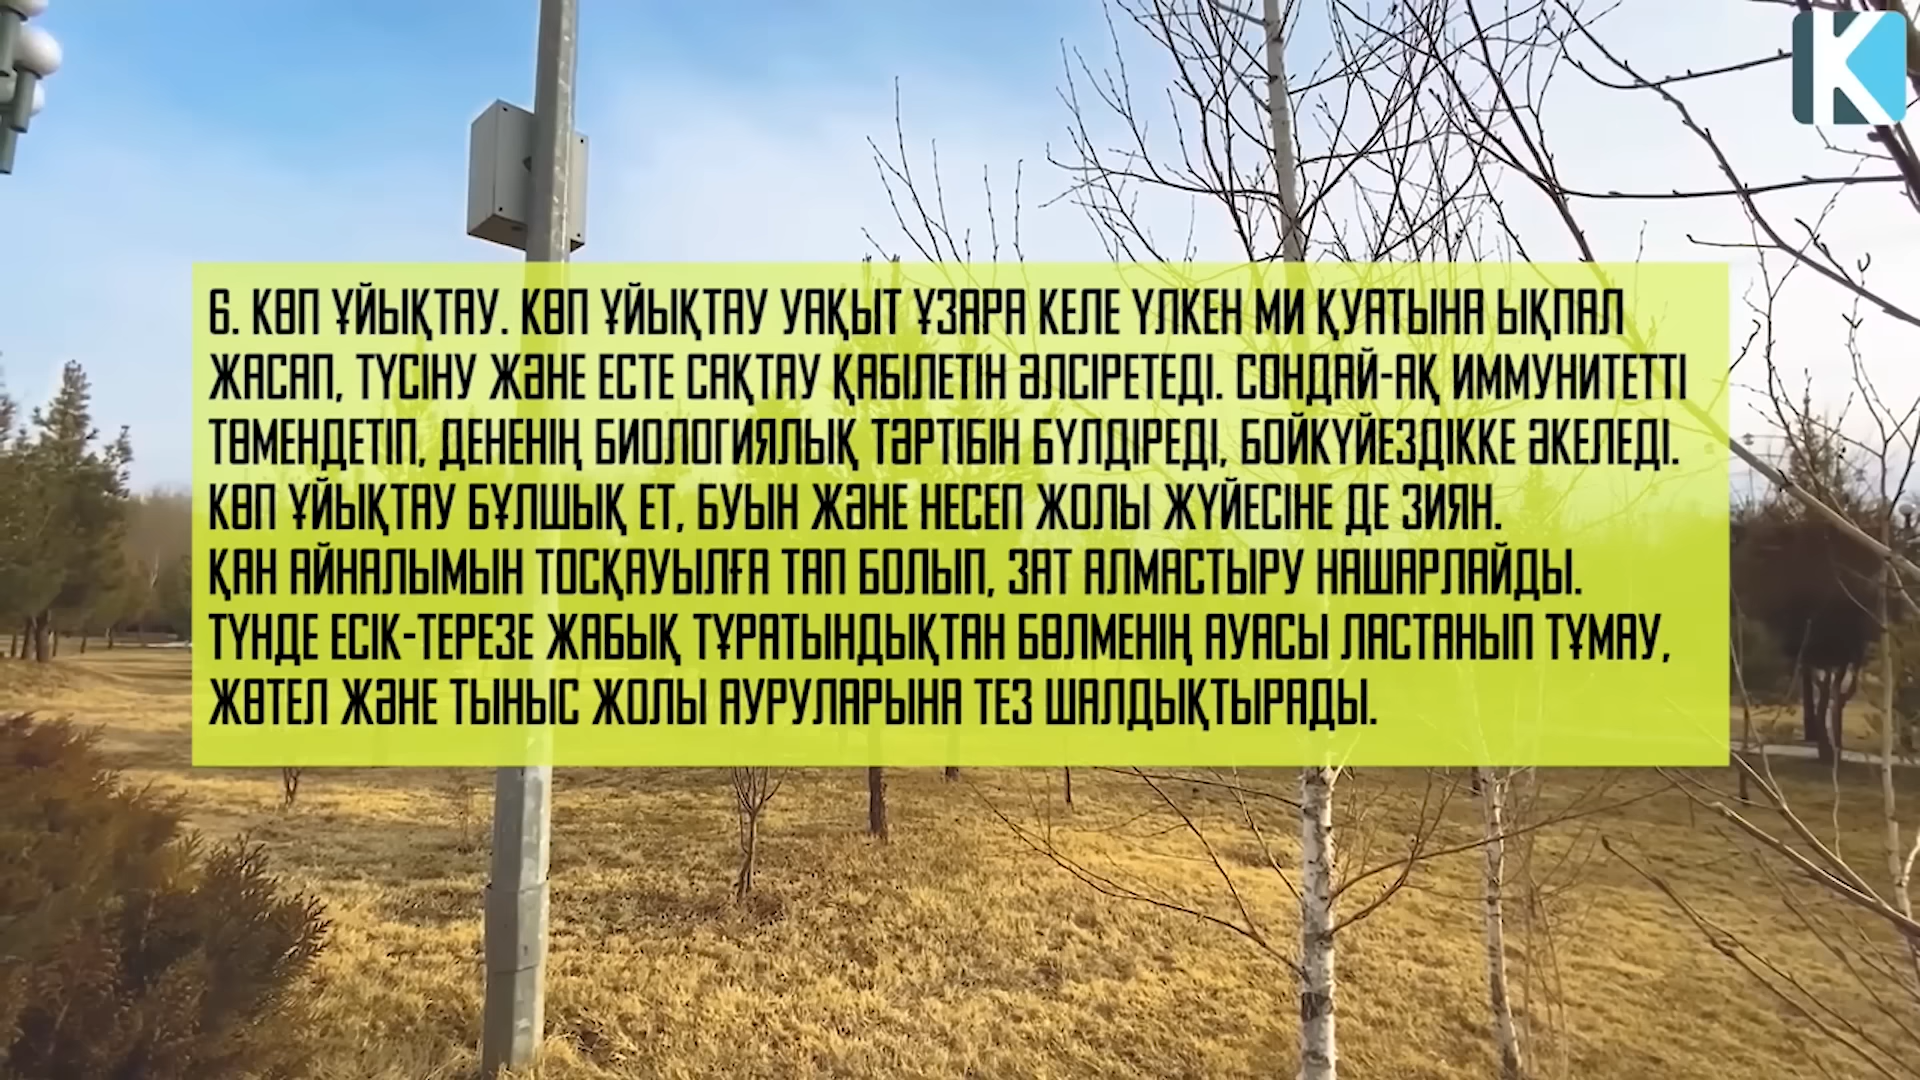 K
6. КӨП ҰЙЫҚТАУ. КӨП ҰЙЫҚТАУ УАҚЫТ ҰЗАРА КЕЛЕ ҮЛКЕН МИ ҚУАТЫНА ЫҚПАЛ
ЖАСАП, ТҮСІНУ ЖӘНЕ ЕСТЕ САҚТАУ ҚАБІЛЕТІН ӘЛСІРЕТЕДІ. СОНДАЙ-АҚ ИММУНИТЕТТІ
ТӨМЕНДЕТІП, ДЕНЕНІҢ БИОЛОГИЯЛЫҚ ТӘРТІБІН БҮЛДІРЕДІ, БОЙКҮЙЕЗДІККЕ ӘКЕЛЕДІ.
КӨП ҰЙЫҚТАУ БҰЛШЫҚ ЕТ, БУЫН ЖӘНЕ НЕСЕП ЖОЛЫ ЖҮЙЕСІНЕ ДЕ ЗИЯН.
ҚАН АЙНАЛЫМЫН ТОСҚАУЫЛҒА ТАП БОЛЫП, ЗАТ АЛМАСТЫРУ НАШАРЛАЙДЫ.
ТҮНДЕ ЕСІК-ТЕРЕЗЕ ЖАБЫҚ ТҰРАТЫНДЫҚТАН БӨЛМЕНІҢ АУАСЫ ЛАСТАНЫП ТҰМАУ,
ЖӨТЕЛ ЖӘНЕ ТЫНЫС ЖОЛЫ АУРУЛАРЫНА ТЕЗ ШАЛДЫҚТЫРАДЫ.